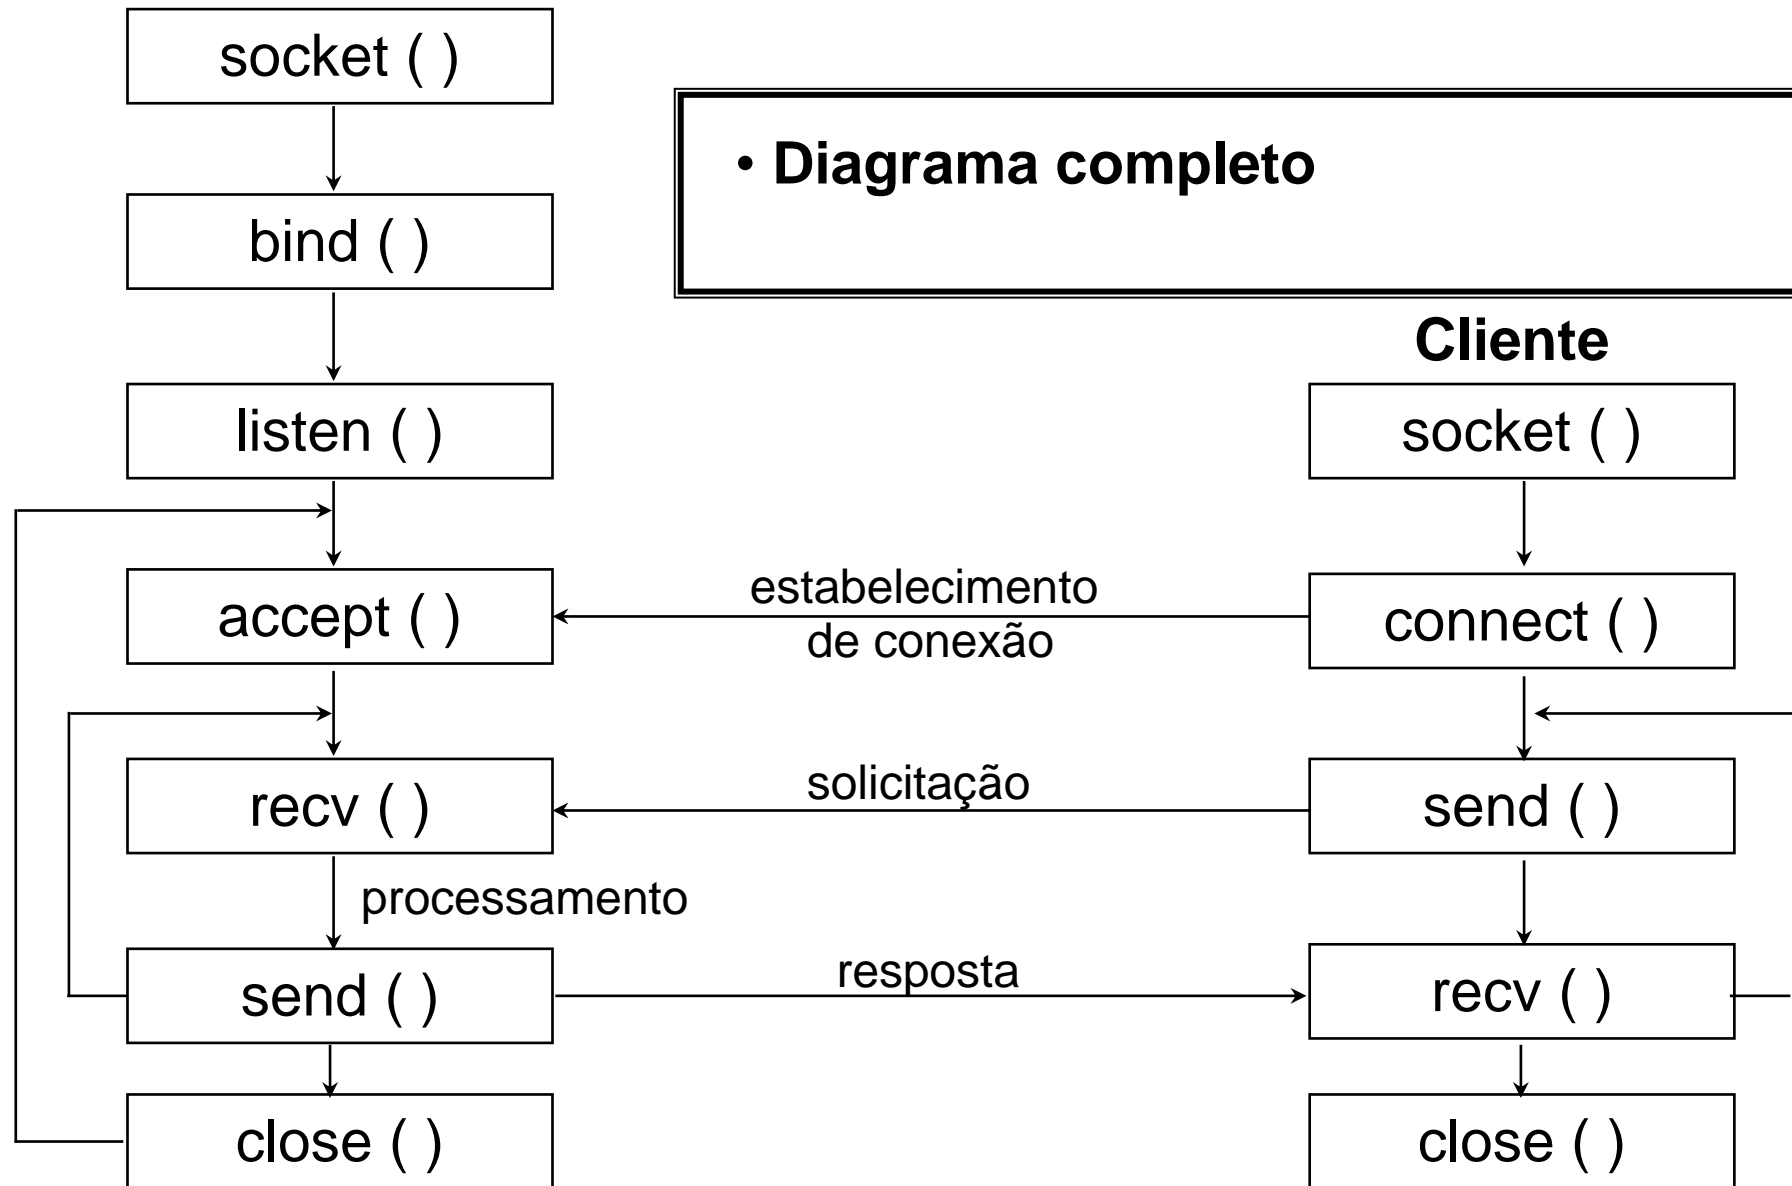 socket ( )
• Diagrama completo
bind ( )
Cliente
listen ( )
socket ( )
estabelecimento
accept ( )
connect ( )
de conexão
solicitação
recv ( )
send ( )
processamento
resposta
send ( )
recv ( )
close ( )
close ( )